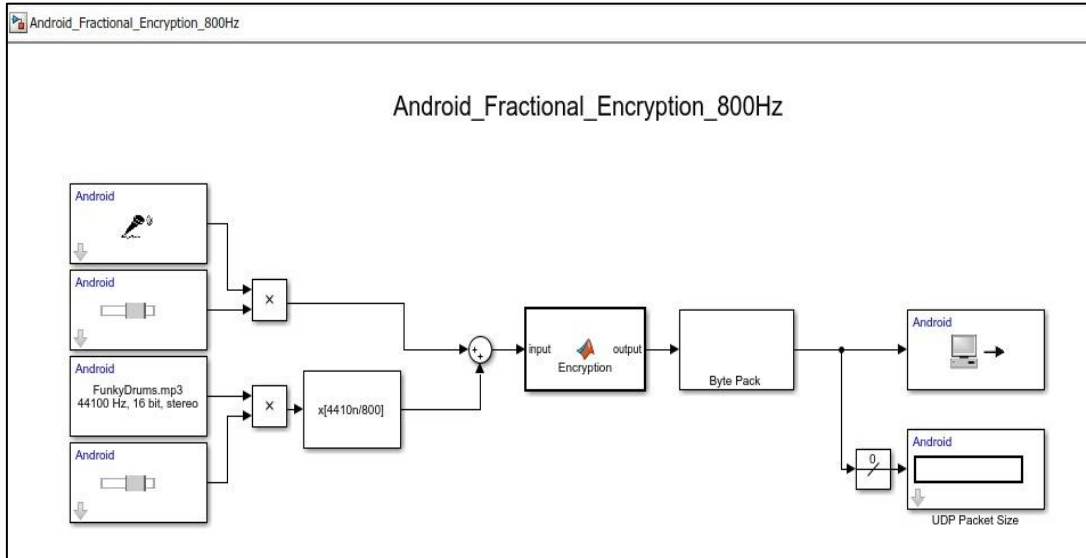 Android_Fractional_Encryption_800Hz
Android_Fractional_Encryption_800Hz
Android
Android
×
Android
FunkyDrums.mp3
44100 Hz, 16 bit, stereo
×
x[4410n/800]
Android
+
+
input
output
Encryption
Byte Pack
Android
0
Android
UDP Packet Size